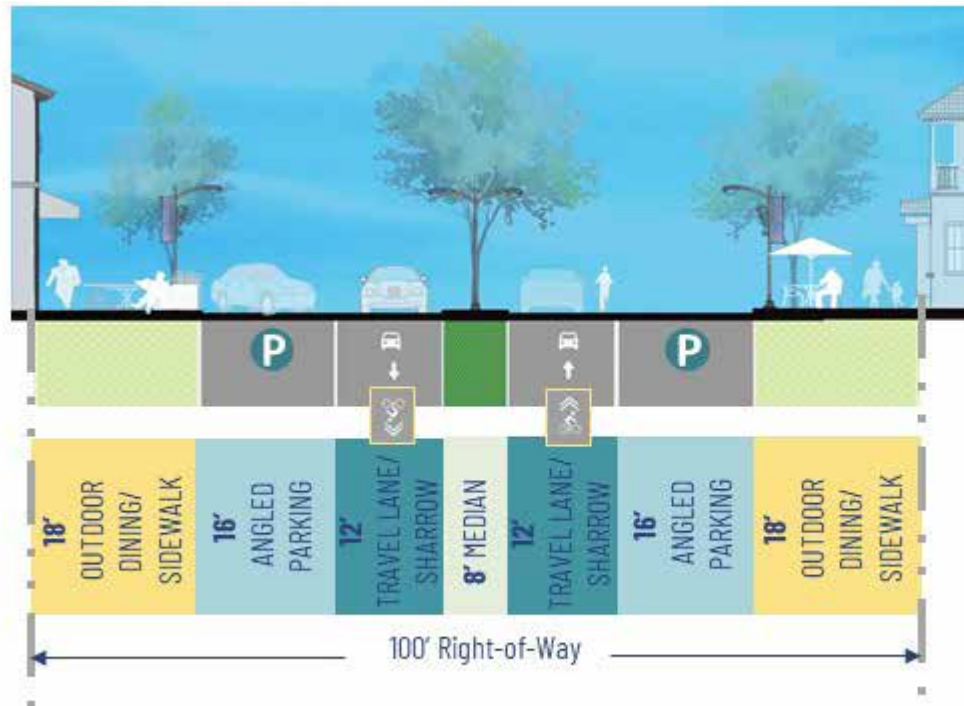 P
P
18'
OUTDOOR
DINING/
SIDEWALK
16'
ANGLED
PARKING
12'
TRAVEL LANE/
SHARROW
8' MEDIAN
12'
TRAVEL LANE/
SHARROW
16'
ANGLED
PARKING
18'
OUTDOOR
DINING/
SIDEWALK
100' Right-of-Way